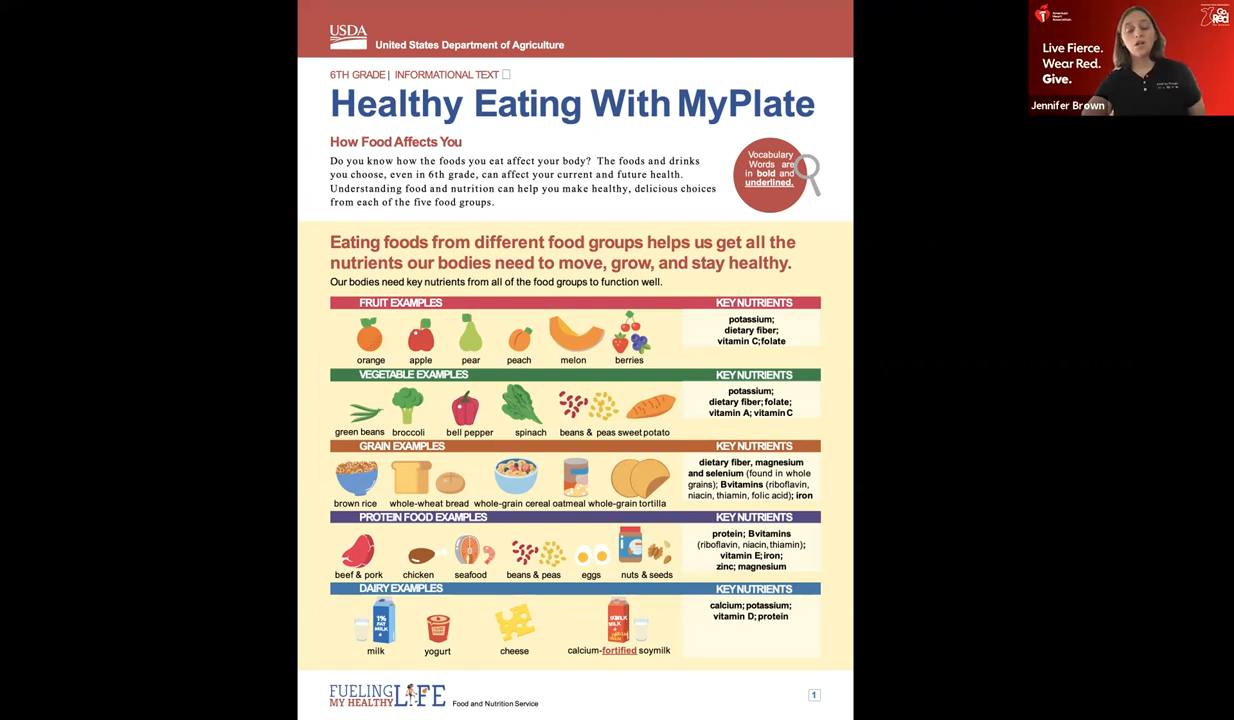 USDA
United States Department of Agriculture
6TH GRADE | INFORMATIONAL TEXT
Healthy Eating With MyPlate
How Food Affects You
Do you know how the foods you eat affect your body? The foods and drinks
you choose, even in 6th grade, can affect your current and future health.
Understanding food and nutrition can help you make healthy, delicious choices
from each of the five food groups.
Vocabulary
Words are
in bold and
underlined.
Eating foods from different food groups helps us get all the
nutrients our bodies need to move, grow, and stay healthy.
Our bodies need key nutrients from all of the food groups to function well.
FRUIT EXAMPLES
KEY NUTRIENTS
orange apple pear peach melon berries
potassium;
dietary fiber;
vitamin C; folate
VEGETABLE EXAMPLES
KEY NUTRIENTS
green beans broccoli bell pepper spinach beans & peas sweet potato
potassium;
dietary fiber; folate;
vitamin A; vitamin C
GRAIN EXAMPLES
KEY NUTRIENTS
brown rice whole-wheat bread whole-grain cereal oatmeal whole-grain tortilla
dietary fiber, magnesium
and selenium (found in whole
grains); B vitamins (riboflavin,
niacin, thiamin, folic acid); iron
PROTEIN FOOD EXAMPLES
KEY NUTRIENTS
beef & pork chicken seafood beans & peas eggs nuts & seeds
protein; B vitamins
(riboflavin, niacin, thiamin);
vitamin E; iron;
zinc; magnesium
DAIRY EXAMPLES
KEY NUTRIENTS
1%
FAT
MILK
milk yogurt cheese calcium-fortified soymilk
calcium; potassium;
vitamin D; protein
FUELING
MY HEALTHY
LIFE
Food and Nutrition Service
1
American
Heart
Association.
Go
Red
Live Fierce.
Wear Red.
Give.
Jennifer Brown